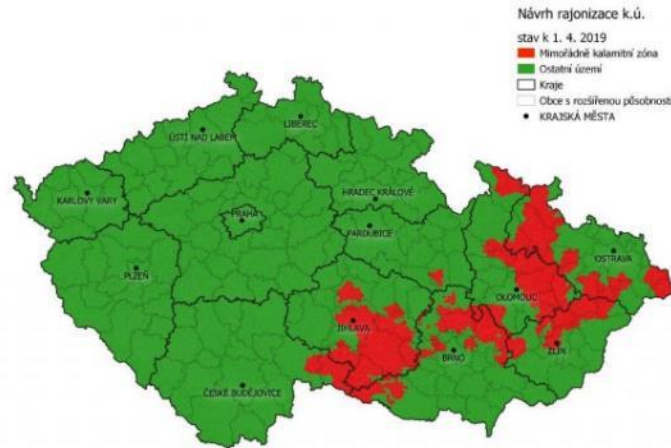 Návrh rajonizace k.ú.
stav k 1. 4. 2019
Mimořádně kalamitní zóna
Ostatní území
Kraje
Obce s rozšířenou působnost
KRAJSKÁ MĚSTA
LIBEREC
ÚSTÍ NAD LABEM
KARLOVY VARY
HRADEC KRÁLOVÉ
PRAHA
PARDUBICE
OSTRAVA
PLZEŇ
OLOMOUC
JIHLAVA
ZLÍN
BRNO
ČESKÉ BUDĚJOVICE